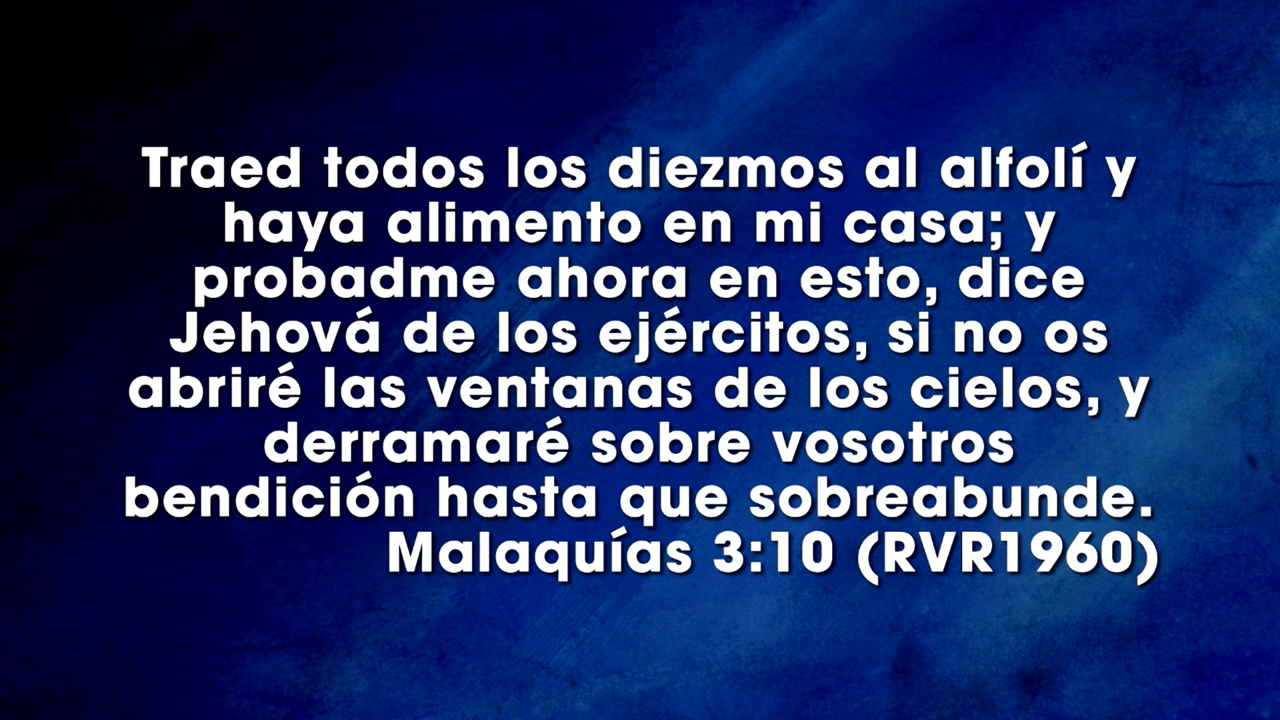 Traed todos los diezmos al alfolí y
haya alimento en mi casa; y
probadme ahora en esto, dice
Jehová de los ejércitos, si no os
abriré las ventanas de los cielos, y
derramaré sobre vosotros
bendición hasta que sobreabunde.
Malaquías 3:10 (RVR1960)